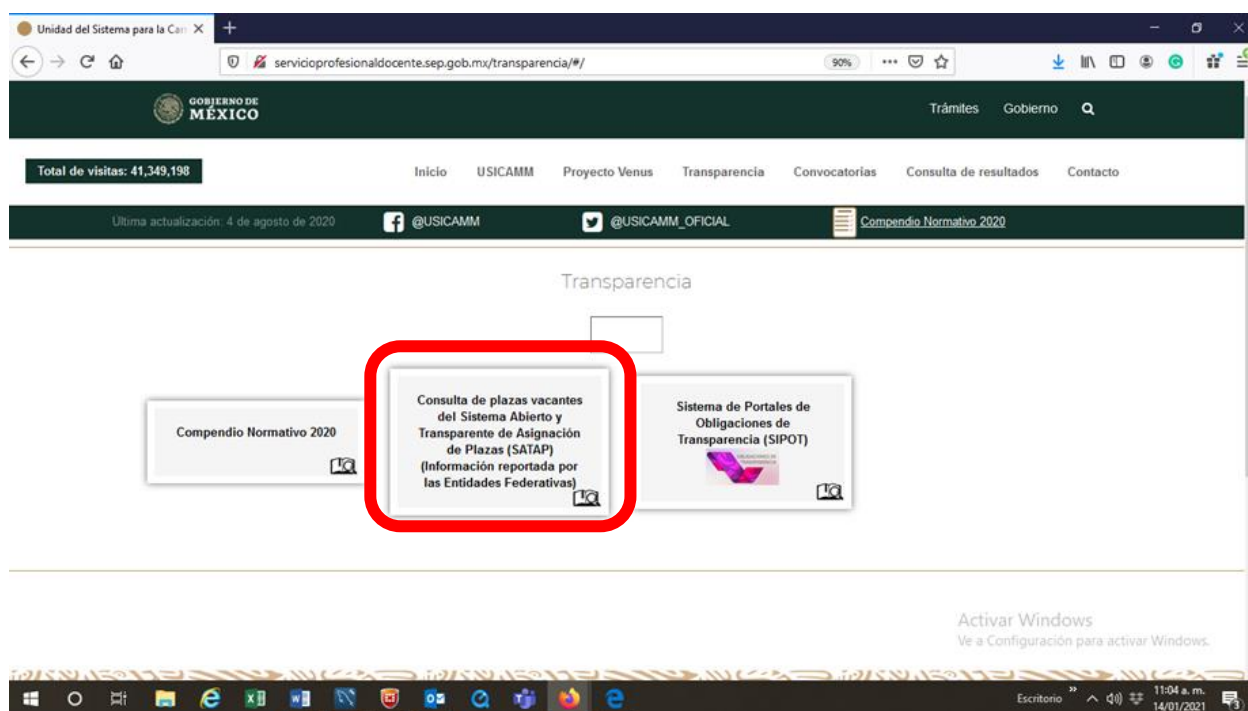 Unidad del Sistema para la Carr
servicioprofesionaldocente.sep.gob.mx/transparencia/#/
90%
GOBIERNO DE
MÉXICO
Trámites
Gobierno
Total de visitas: 41,349,198
Inicio
USICAMM
Proyecto Venus
Transparencia
Convocatorias
Consulta de resultados
Contacto
Última actualización: 4 de agosto de 2020
@USICAMM
@USICAMM_OFICIAL
Compendio Normativo 2020
Transparencia
Compendio Normativo 2020
Consulta de plazas vacantes
del Sistema Abierto y
Transparente de Asignación
de Plazas (SATAP)
(Información reportada por
las Entidades Federativas)
Sistema de Portales de
Obligaciones de
Transparencia (SIPOT)
Activar Windows
Ve a Configuración para activar Windows.
Escritorio
11:04 a. m.
14/01/2021